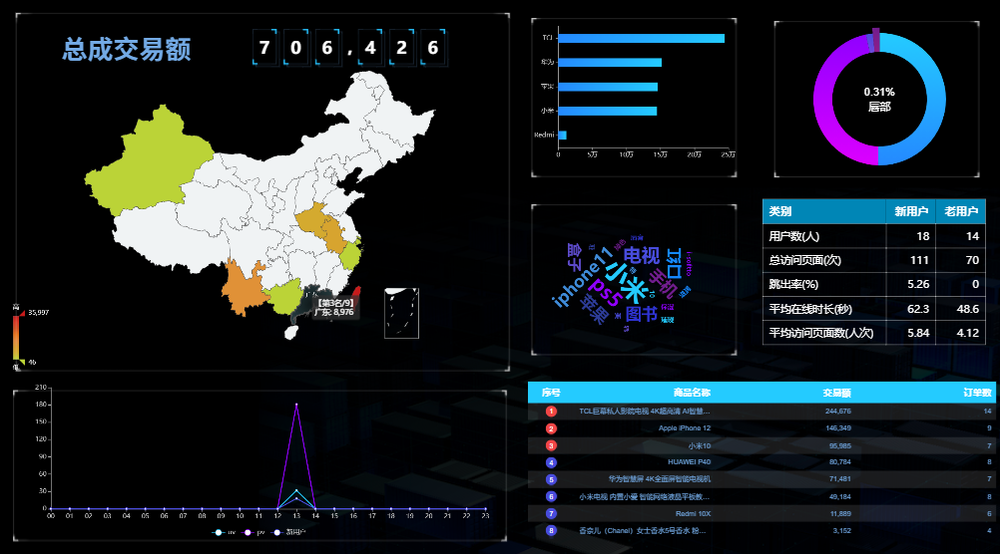 总成交易额
706,426
【第3名/9】
广东: 8,976
高
35,997
46
低
TCL
华为
苹果
小米
Redmi
0 5万 10万 15万 20万 25万
0.31%
唇部
盒子
iphone11
电视
小米
手机
ps5
苹果
图书
类别 新用户 老用户
用户数(人) 18 14
总访问页面(次) 111 70
跳出率(%) 5.26 0
平均在线时长(秒) 62.3 48.6
平均访问页面数(人次) 5.84 4.12
210
180
150
120
90
60
30
0
00 01 02 03 04 05 06 07 08 09 10 11 12 13 14 15 16 17 18 19 20 21 22 23
uv pv 新用户
序号 商品名称 交易额 订单数
1 TCL巨幕私人影院电视 4K超高清 AI智慧... 244,676 14
2 Apple iPhone 12 146,349 9
3 小米10 95,985 7
4 HUAWEI P40 80,784 8
5 华为智慧屏 4K全面屏智能电视机 71,481 7
6 小米电视 内置小爱 智能网络液晶平板教... 49,184 8
7 Redmi 10X 11,889 6
8 香奈儿（Chanel）女士香水5号香水 粉... 3,152 4